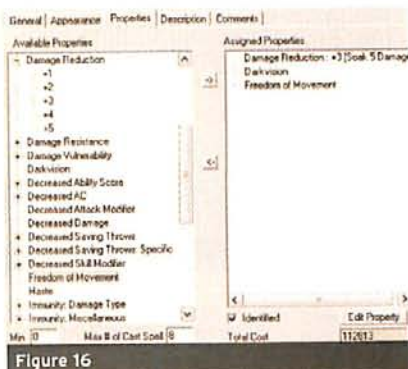 General Appearance Properties Description Comments
Available Properties
Assigned Properties
Damage Reduction
+1
+2
+3
+4
+5
Damage Resistance
Damage Vulnerability
Darkvision
Decreased Ability Score
Decreased AC
Decreased Attack Modifier
Decreased Damage
Decreased Saving Throws
Decreased Saving Throws: Specific
Decreased Skill Modifier
Freedom of Movement
Haste
Immunity: Damage Type
Immunity: Miscellaneous
Damage Reduction: +3 [Soak 5 Damage
Darkvision
Freedom of Movement
Identified
Edit Property
Min 0
Max # of Cast Spell 8
Total Cost 112813
Figure 16